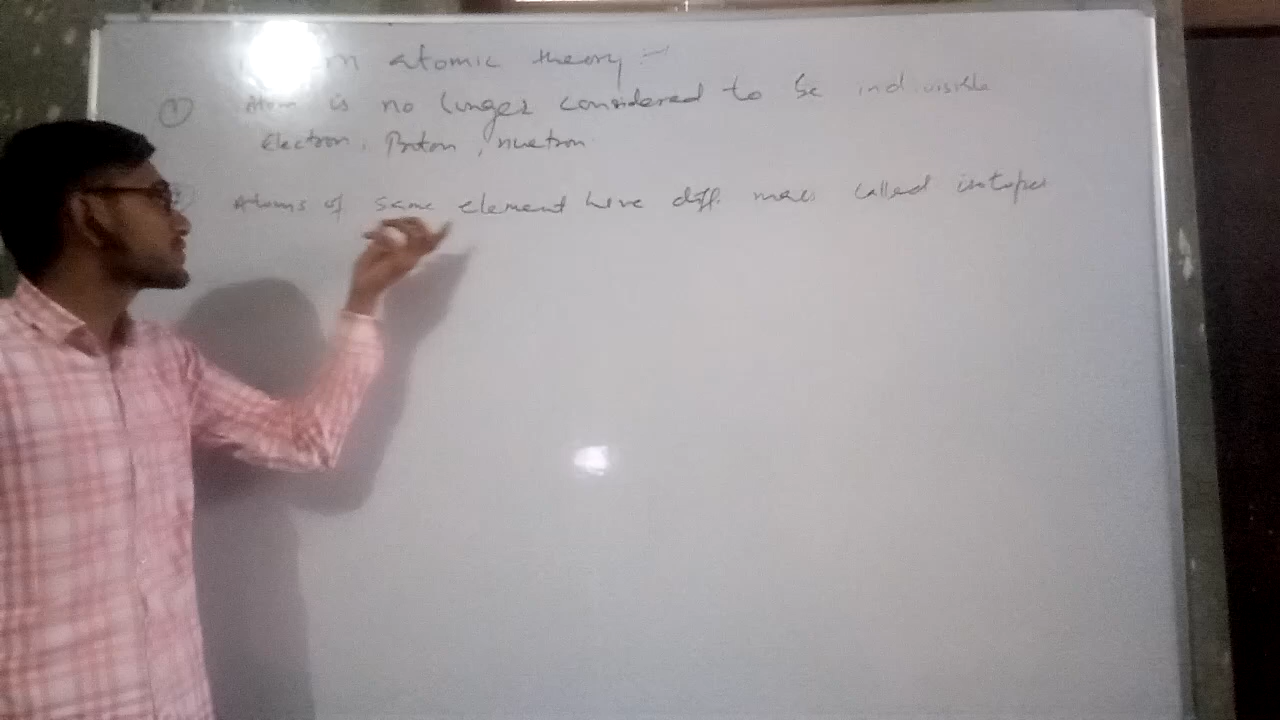 atomic theory -
① Atom is no longer considered to be indivisible
Electron, Proton, nuetron.
Atoms of same element have diff. mass called isotopes